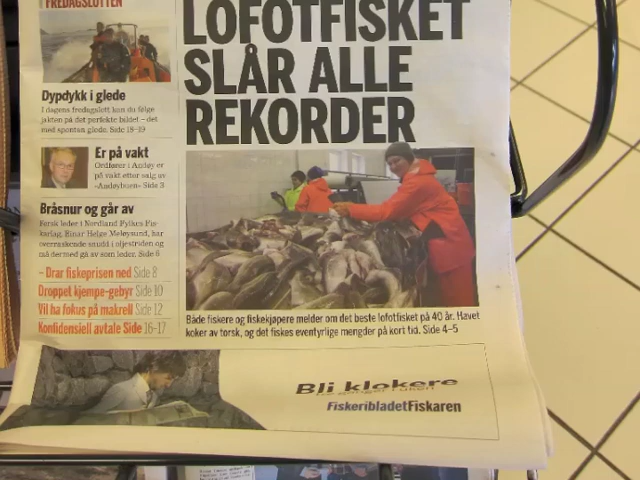 FREDAGSLOTTEN
LOFOTFISKET
SLÅR ALLE
REKORDER
Dypdykk i glede
I dagens fredagslott kan du følge
jakten på det perfekte bildet – det
med spontan glede. Side 18-19
Er på vakt
Ordfører i Andøy er
på vakt etter salg av
«Andøybuen» Side 3
Bråsnur og går av
Fersk leder i Nordland Fylkes Fis-
karlag, Einar Helge Meløysund, har
overraskende snudd i oljestriden og
må dermed gå av som leder. Side 6
– Drar fiskeprisen ned Side 8
Droppet kjempe-gebyr Side 10
Vil ha fokus på makrell Side 12
Konfidensiell avtale Side 16-17
Både fiskere og fiskekjøpere melder om det beste lofotfisket på 40 år. Havet
koker av torsk, og det fiskes eventyrlige mengder på kort tid. Side 4-5
Bli klokere
FiskeribladetFiskaren